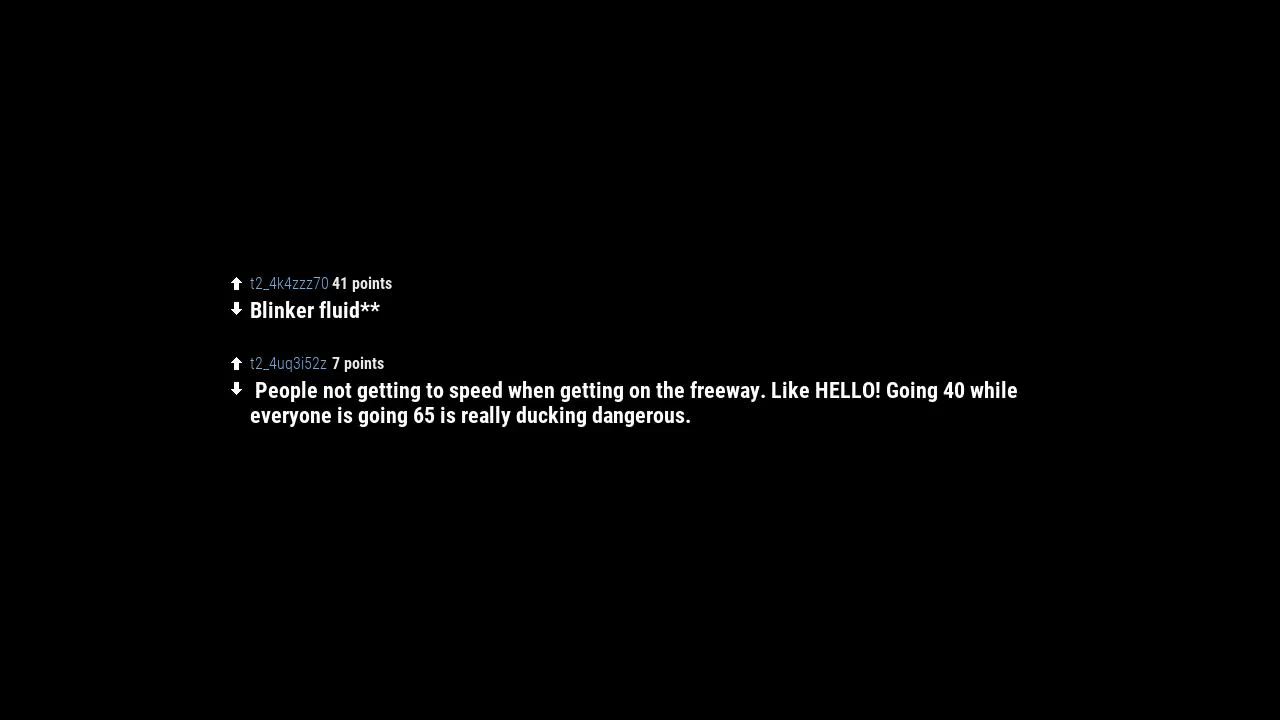 t2_4k4zzz70 41 points
Blinker fluid**
t2_4uq3i52z 7 points
People not getting to speed when getting on the freeway. Like HELLO! Going 40 while
everyone is going 65 is really ducking dangerous.